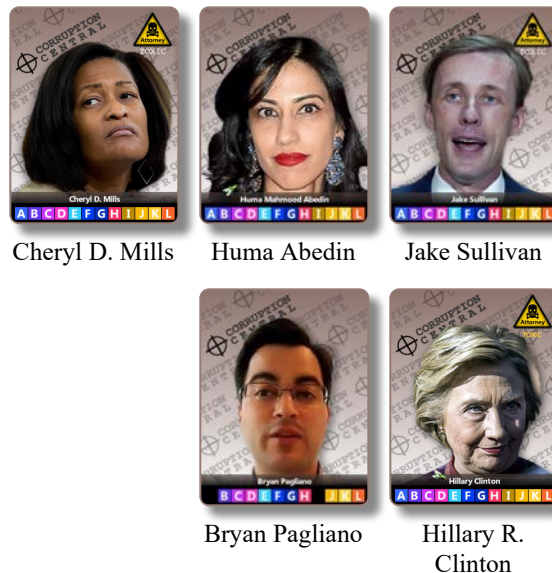 CORRUPTION CENTRAL
Attorney
TOXIC
Cheryl D. Mills
A B C D E F G H I J K L
Cheryl D. Mills
CORRUPTION CENTRAL
Huma Mahmood Abedin
A B C D E F G H I J K L
Huma Abedin
CORRUPTION CENTRAL
Attorney
TOXIC
Jake Sullivan
A B C D E F G H I J K L
Jake Sullivan
CORRUPTION CENTRAL
Bryan Pagliano
B C D E F G H J K L
Bryan Pagliano
CORRUPTION CENTRAL
Attorney
TOXIC
Hillary Clinton
A B C D E F G H I J K L
Hillary R.
Clinton